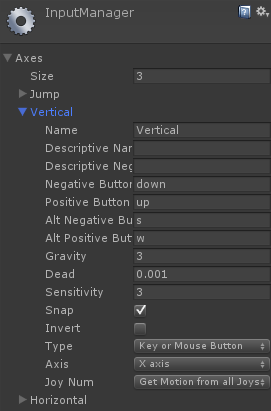 InputManager
Axes
Size 3
Jump
Vertical
Name Vertical
Descriptive Nar
Descriptive Neg
Negative Button down
Positive Button up
Alt Negative Bu s
Alt Positive But w
Gravity 3
Dead 0.001
Sensitivity 3
Snap
Invert
Type Key or Mouse Button
Axis X axis
Joy Num Get Motion from all Joys
Horizontal